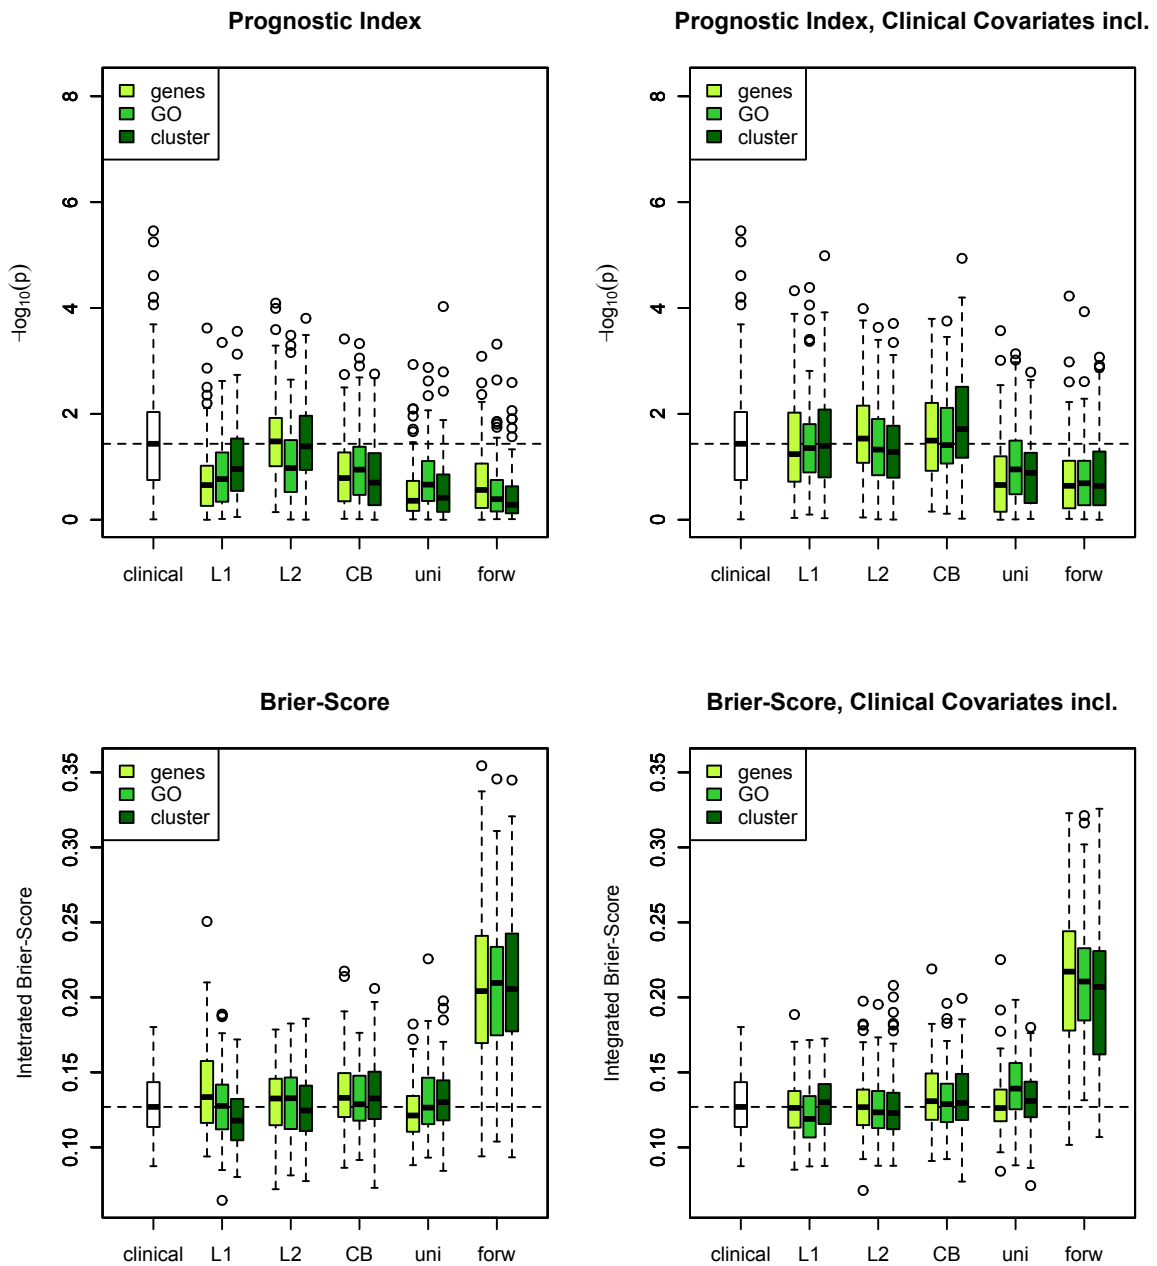 Prognostic Index
genes
GO
cluster
8
6
4
2
0
-log10(p)
clinical L1 L2 CB uni forw
Prognostic Index, Clinical Covariates incl.
genes
GO
cluster
8
6
4
2
0
-log10(p)
clinical L1 L2 CB uni forw
Brier-Score
genes
GO
cluster
0.35
0.30
0.25
0.20
0.15
0.10
Intetrated Brier-Score
clinical L1 L2 CB uni forw
Brier-Score, Clinical Covariates incl.
genes
GO
cluster
0.35
0.30
0.25
0.20
0.15
0.10
Integrated Brier-Score
clinical L1 L2 CB uni forw